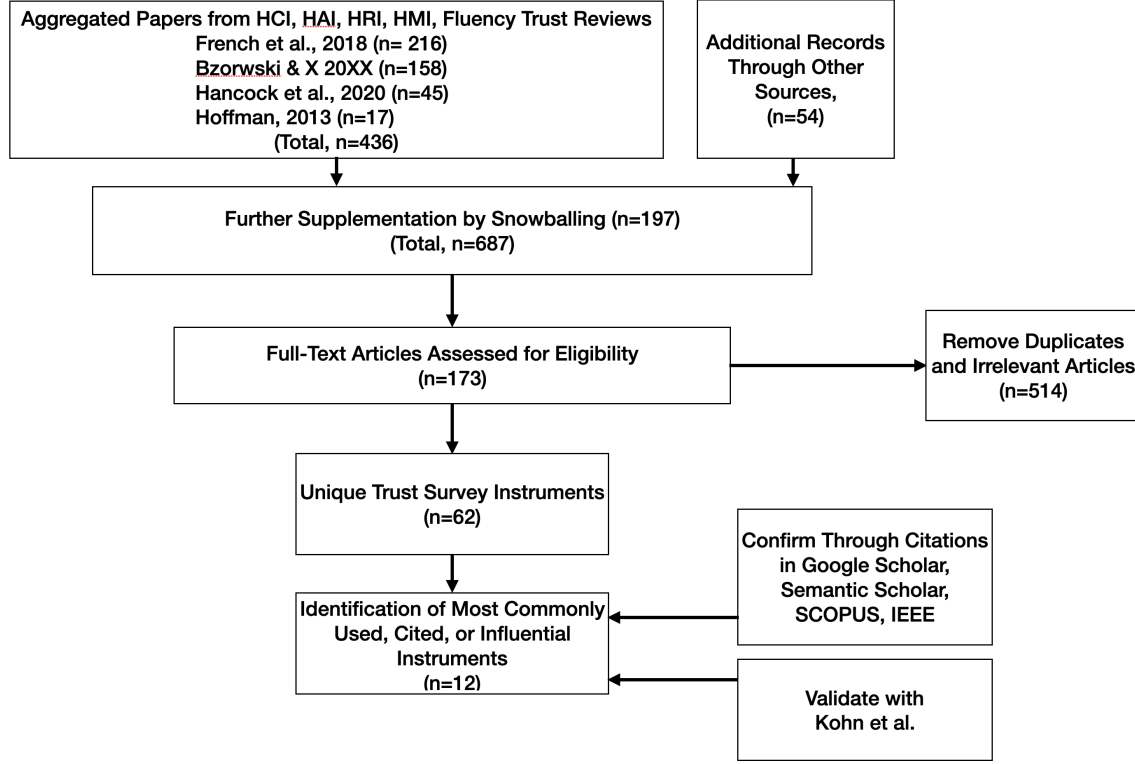 Aggregated Papers from HCI, HAI, HRI, HMI, Fluency Trust Reviews
French et al., 2018 (n= 216)
Bzorwski & X 20XX (n=158)
Hancock et al., 2020 (n=45)
Hoffman, 2013 (n=17)
(Total, n=436)
Additional Records
Through Other
Sources,
(n=54)
Further Supplementation by Snowballing (n=197)
(Total, n=687)
Full-Text Articles Assessed for Eligibility
(n=173)
Remove Duplicates
and Irrelevant Articles
(n=514)
Unique Trust Survey Instruments
(n=62)
Identification of Most Commonly
Used, Cited, or Influential
Instruments
(n=12)
Confirm Through Citations
in Google Scholar,
Semantic Scholar,
SCOPUS, IEEE
Validate with
Kohn et al.